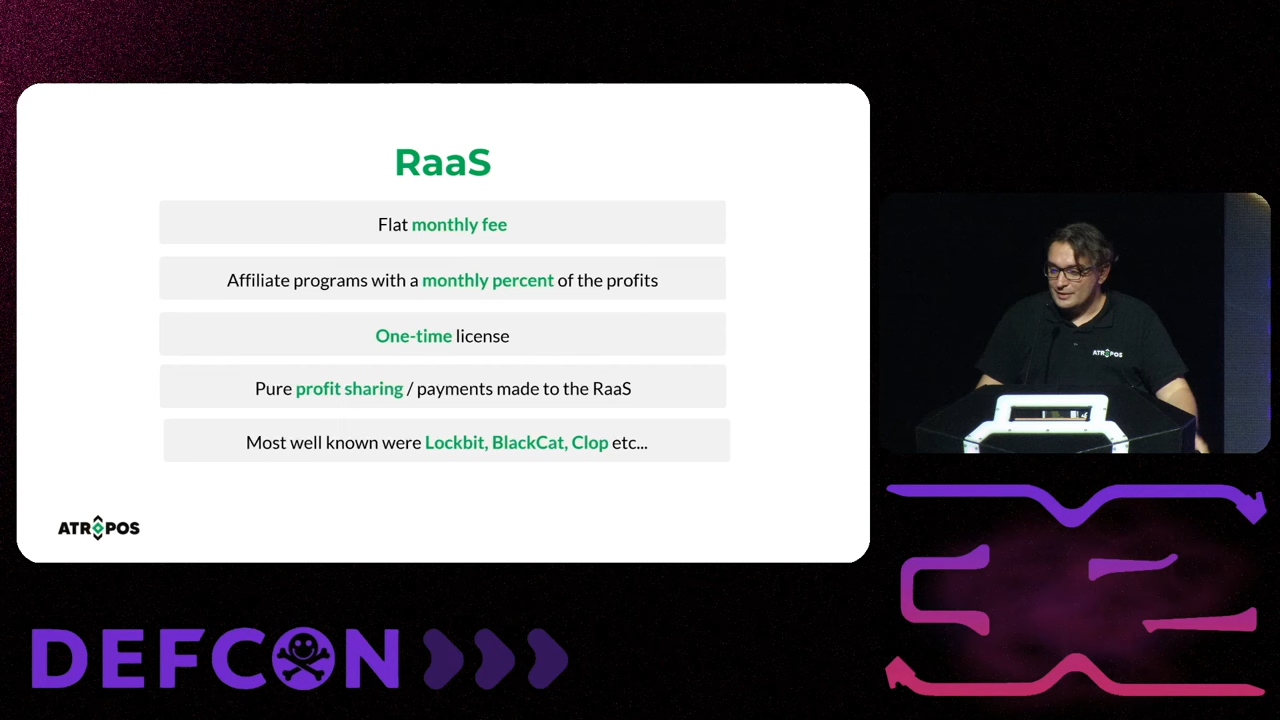 RaaS
Flat monthly fee
Affiliate programs with a monthly percent of the profits
One-time license
Pure profit sharing / payments made to the RaaS
Most well known were Lockbit, BlackCat, Clop etc...
ATROPOS
ATROPOS
DEFCON